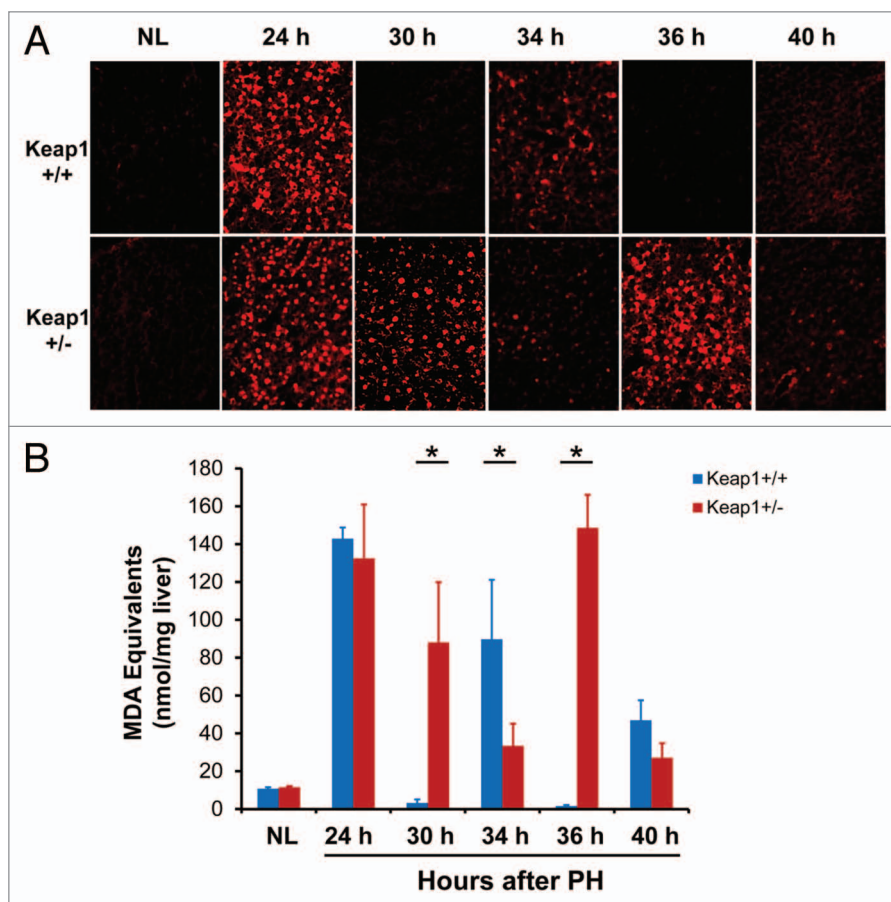 A
NL 24 h 30 h 34 h 36 h 40 h
Keap1
+/+
Keap1
+/-
B
* * *
Keap1+/+
Keap1+/-
MDA Equivalents
(nmol/mg liver)
180
160
140
120
100
80
60
40
20
0
NL 24 h 30 h 34 h 36 h 40 h
Hours after PH